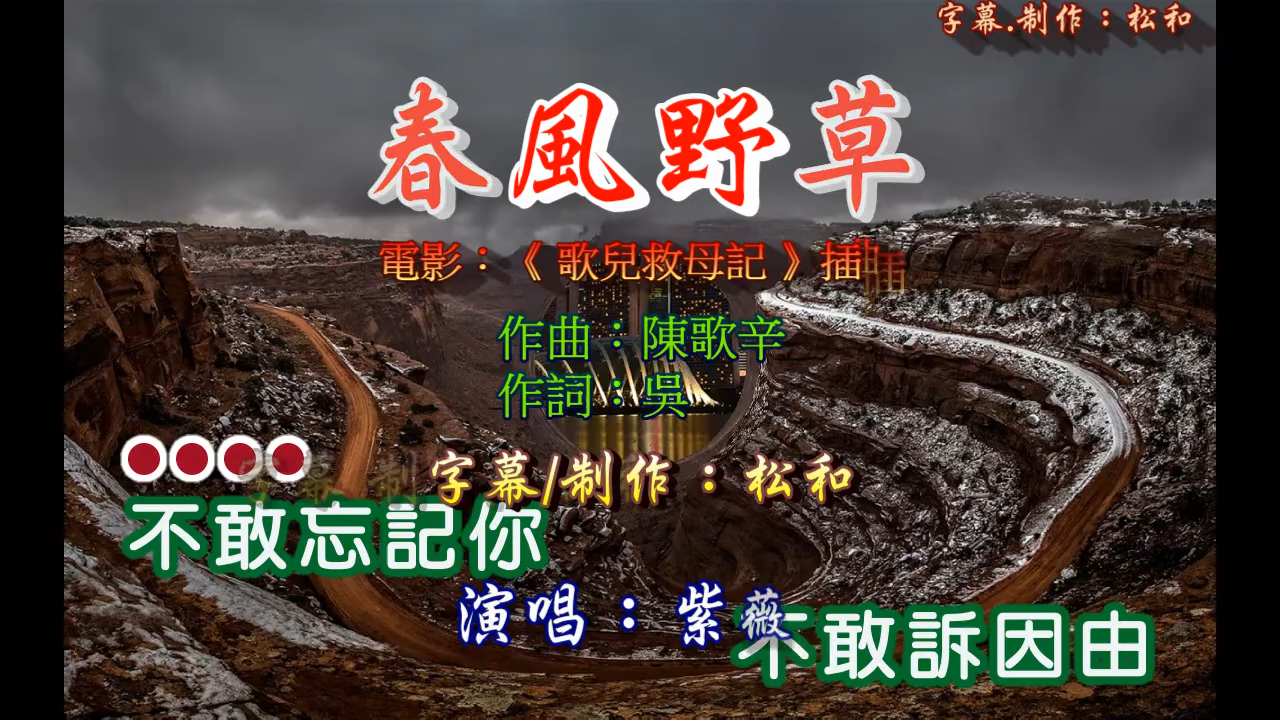 字幕.制作：松和
春風野草
電影：《歌兒救母記》插曲
作曲：陳歌辛
作詞：吳
字幕/制作：松和
不敢忘記你
演唱：紫薇
不敢訴因由